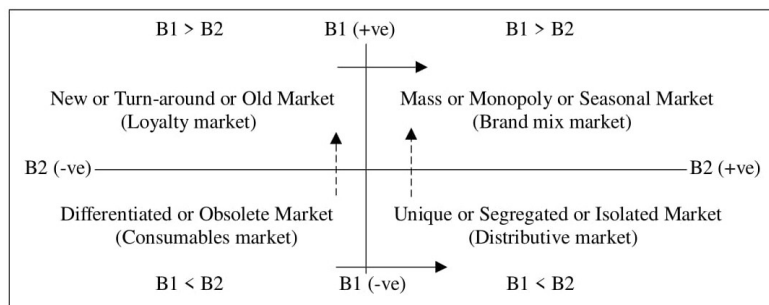 B1 > B2 B1 (+ve) B1 > B2
New or Turn-around or Old Market Mass or Monopoly or Seasonal Market
(Loyalty market) (Brand mix market)
B2 (-ve) B2 (+ve)
Differentiated or Obsolete Market Unique or Segregated or Isolated Market
(Consumables market) (Distributive market)
B1 < B2 B1 (-ve) B1 < B2